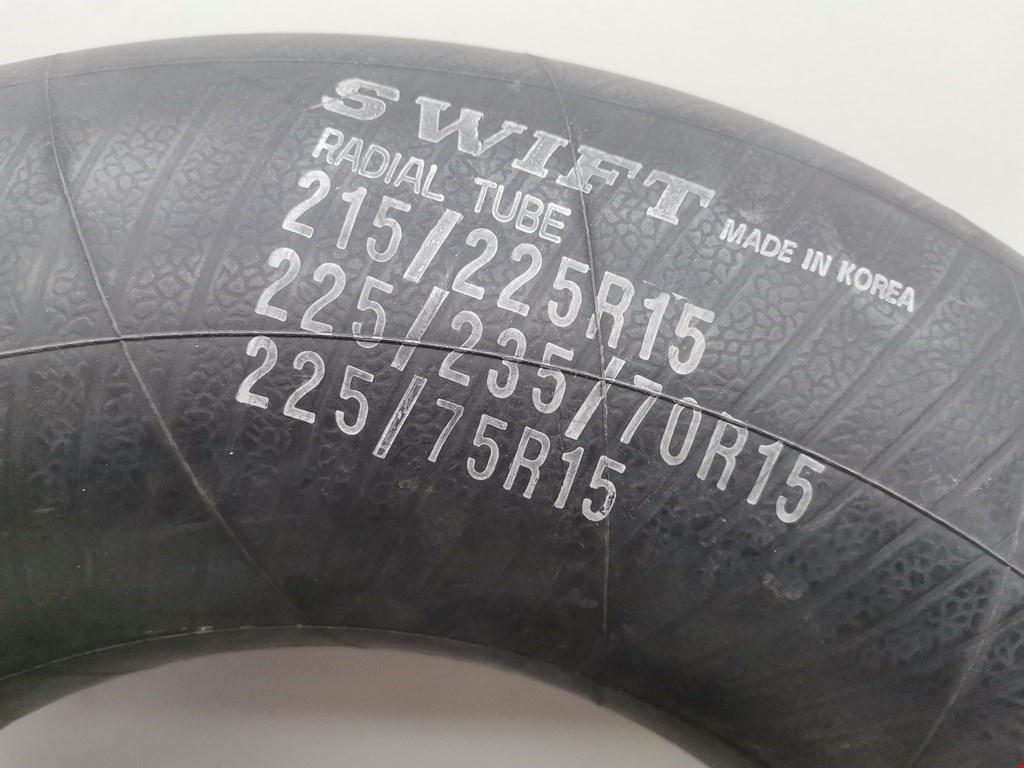 SWIFT
RADIAL TUBE MADE IN KOREA
215/225R15
225/235/70R15
225/75R15